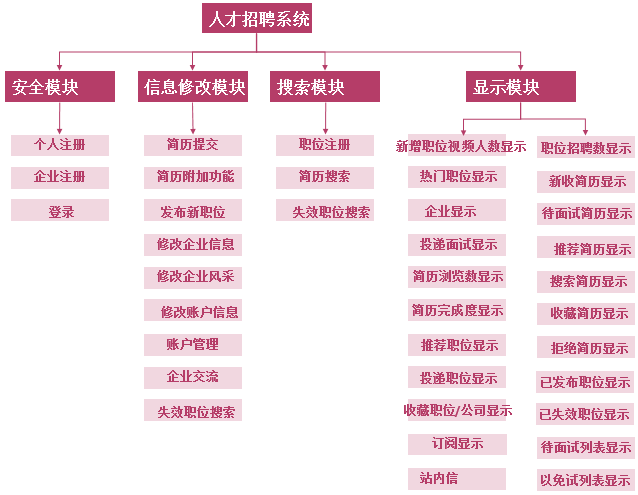 人才招聘系统
安全模块
个人注册
企业注册
登录
信息修改模块
简历提交
简历附加功能
发布新职位
修改企业信息
修改企业风采
修改账户信息
账户管理
企业交流
失效职位搜索
搜索模块
职位注册
简历搜索
失效职位搜索
显示模块
新增职位视频人数显示
热门职位显示
企业显示
投递面试显示
简历浏览数显示
简历完成度显示
推荐职位显示
投递职位显示
收藏职位/公司显示
订阅显示
站内信
职位招聘数显示
新收简历显示
待面试简历显示
推荐简历显示
搜索简历显示
收藏简历显示
拒绝简历显示
已发布职位显示
已失效职位显示
待面试列表显示
以免试列表显示